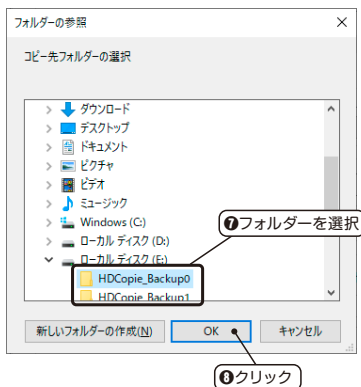 フォルダーの参照
コピー先フォルダーの選択
ダウンロード
デスクトップ
ドキュメント
ピクチャ
ビデオ
ミュージック
Windows (C:)
ローカル ディスク (D:)
ローカル ディスク (E:)
HDCopie_Backup0
HDCopie_Backup1
❼フォルダーを選択
新しいフォルダーの作成(N)
OK
キャンセル
❽クリック